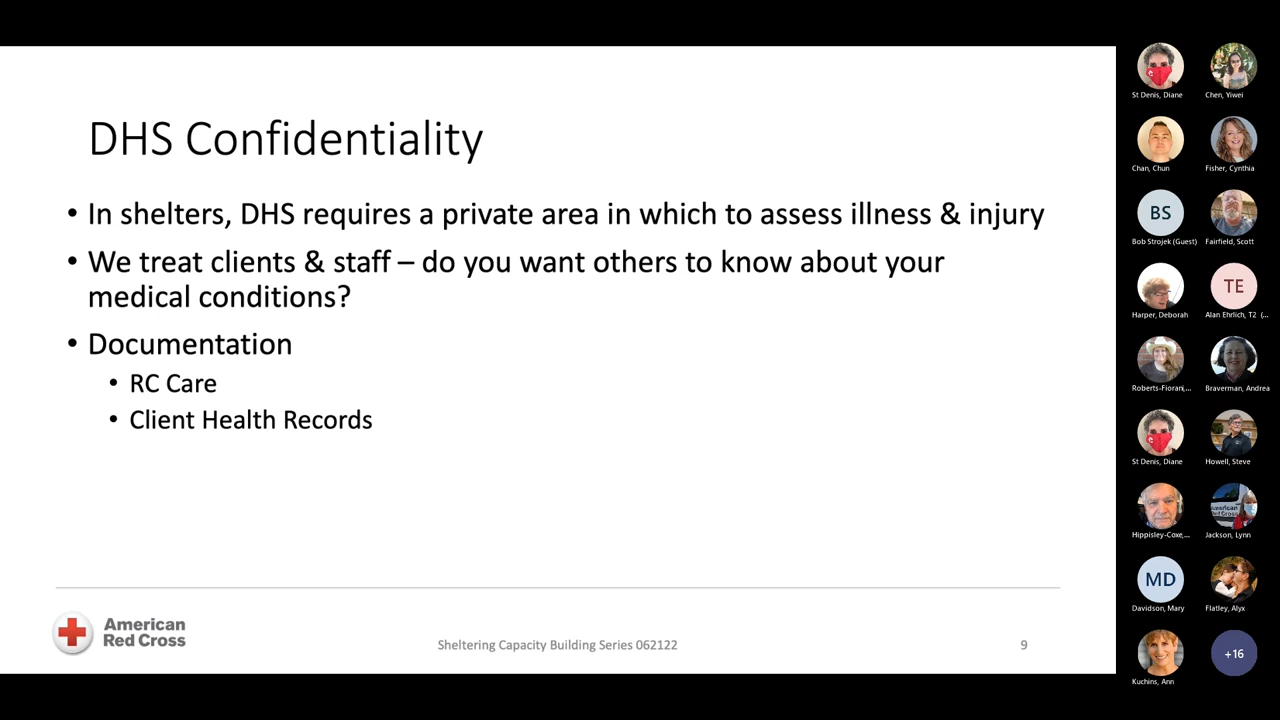 DHS Confidentiality
• In shelters, DHS requires a private area in which to assess illness & injury
• We treat clients & staff – do you want others to know about your
medical conditions?
• Documentation
• RC Care
• Client Health Records
American
Red Cross
Sheltering Capacity Building Series 062122
9
St Denis, Diane
Chen, Yiwei
Chan, Chun
Fisher, Cynthia
BS
Bob Strojek (Guest)
Fairfield, Scott
Harper, Deborah
TE
Alan Ehrlich, T2 (...
Roberts-Fiorani,...
Braverman, Andrea
St Denis, Diane
Howell, Steve
Hippisley-Coxe,...
American
Red Cross
Jackson, Lynn
MD
Davidson, Mary
Flatley, Alyx
Kuchins, Ann
+16